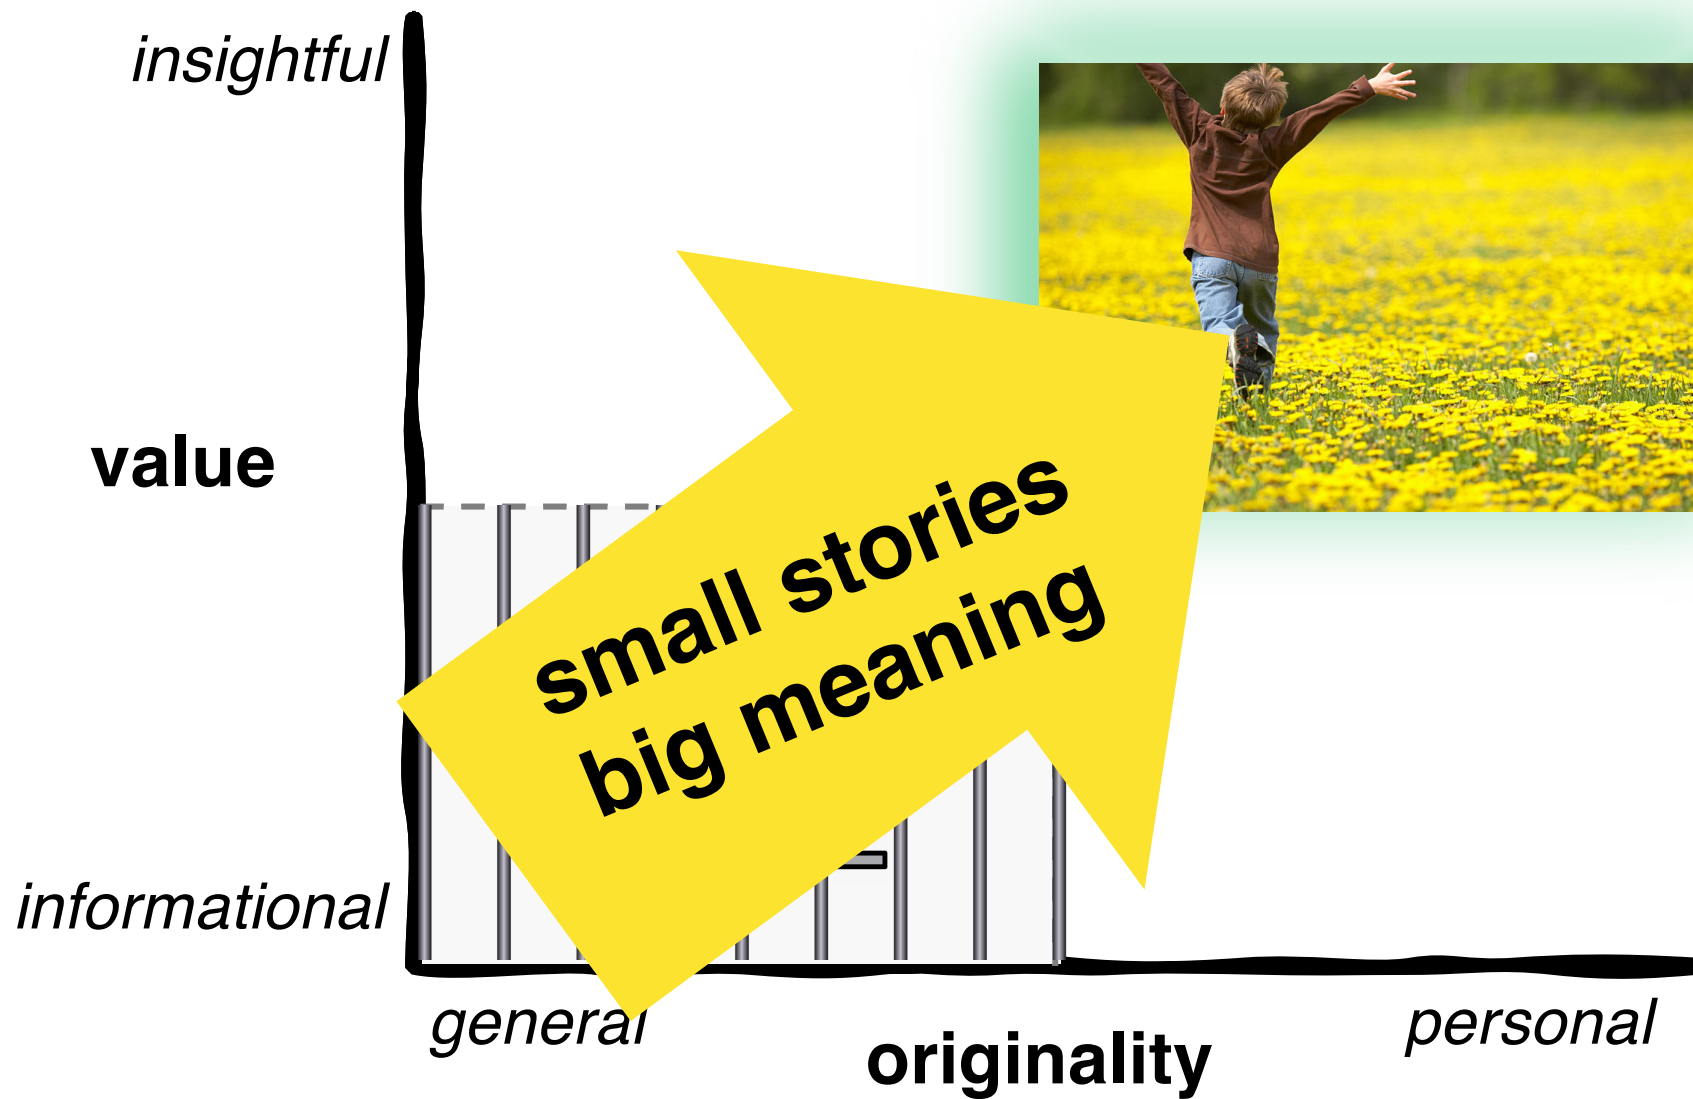 insightful
value
small stories
big meaning
informational
general
originality
personal